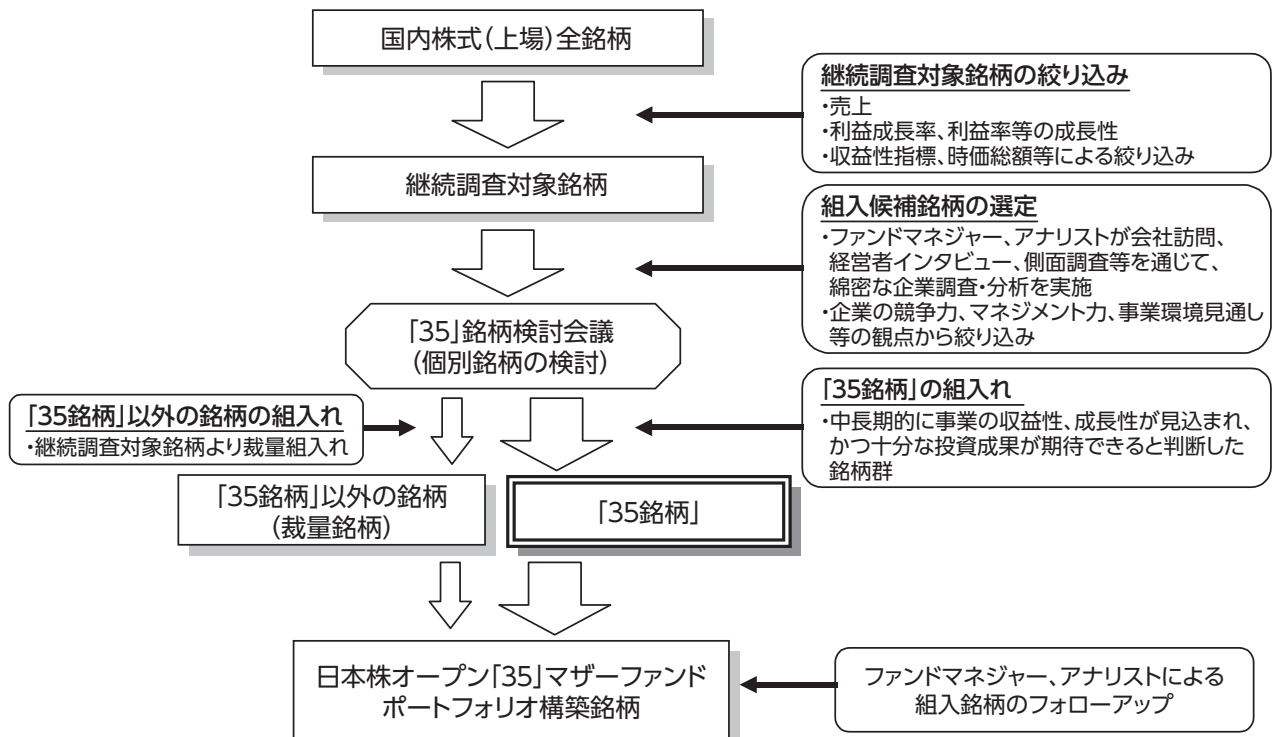 国内株式(上場)全銘柄
継続調査対象銘柄の絞り込み
・売上
・利益成長率、利益率等の成長性
・収益性指標、時価総額等による絞り込み
継続調査対象銘柄
組入候補銘柄の選定
・ファンドマネジャー、アナリストが会社訪問、
経営者インタビュー、側面調査等を通じて、
綿密な企業調査・分析を実施
・企業の競争力、マネジメント力、事業環境見通し
等の観点から絞り込み
「35」銘柄検討会議
(個別銘柄の検討)
「35銘柄」以外の銘柄の組入れ
・継続調査対象銘柄より裁量組入れ
「35銘柄」の組入れ
・中長期的に事業の収益性、成長性が見込まれ、
かつ十分な投資成果が期待できると判断した
銘柄群
「35銘柄」以外の銘柄
(裁量銘柄)
「35銘柄」
日本株オープン「35」マザーファンド
ポートフォリオ構築銘柄
ファンドマネジャー、アナリストによる
組入銘柄のフォローアップ